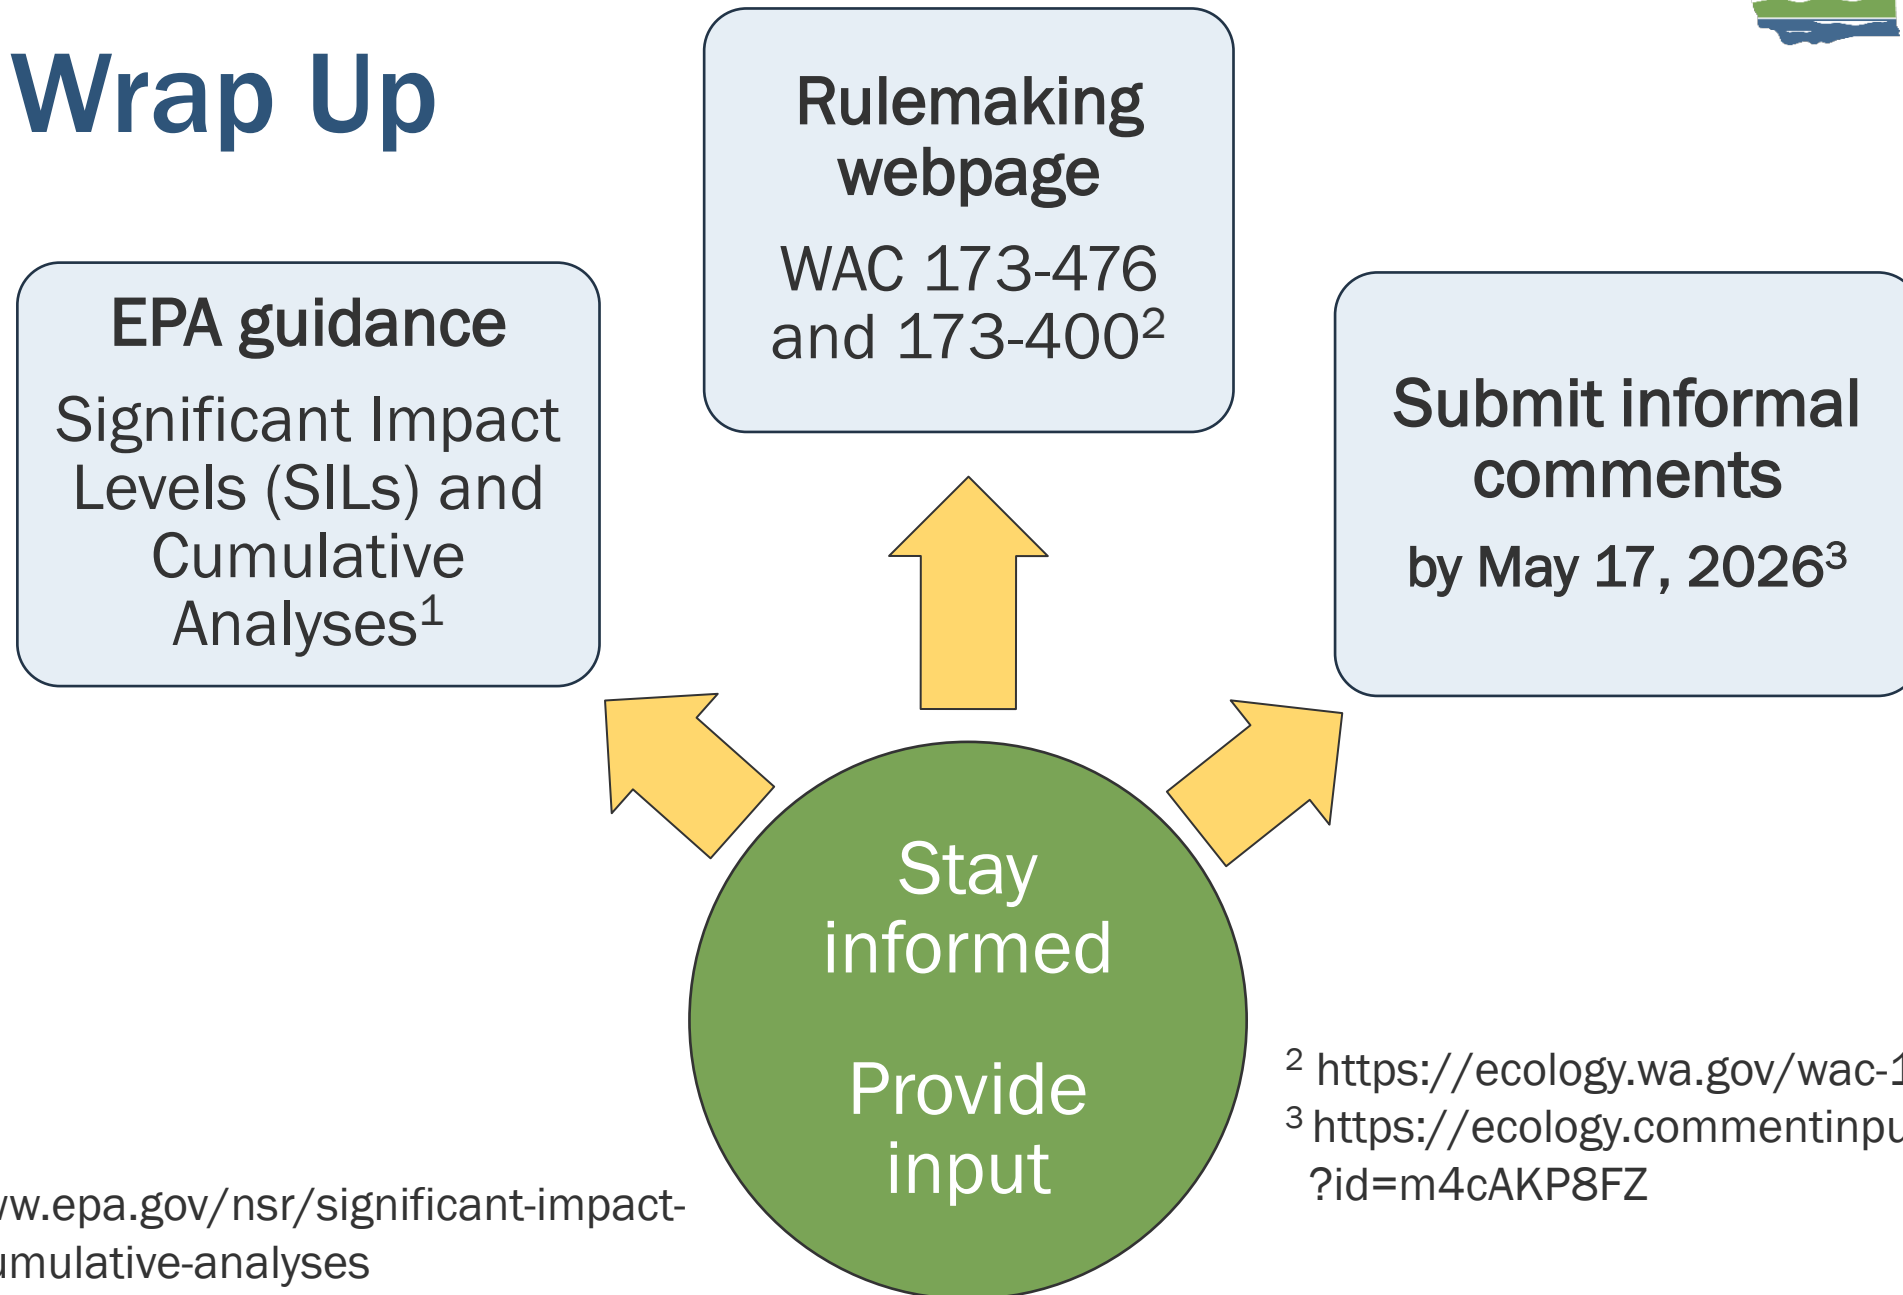 Wrap Up
Rulemaking
webpage
WAC 173-476
and 173-400²
EPA guidance
Significant Impact
Levels (SILs) and
Cumulative
Analyses¹
Submit informal
comments
by May 17, 2026³
Stay
informed
Provide
input
² https://ecology.wa.gov/wac-1
³ https://ecology.commentinpu
?id=m4cAKP8FZ
ww.epa.gov/nsr/significant-impact-
umulative-analyses